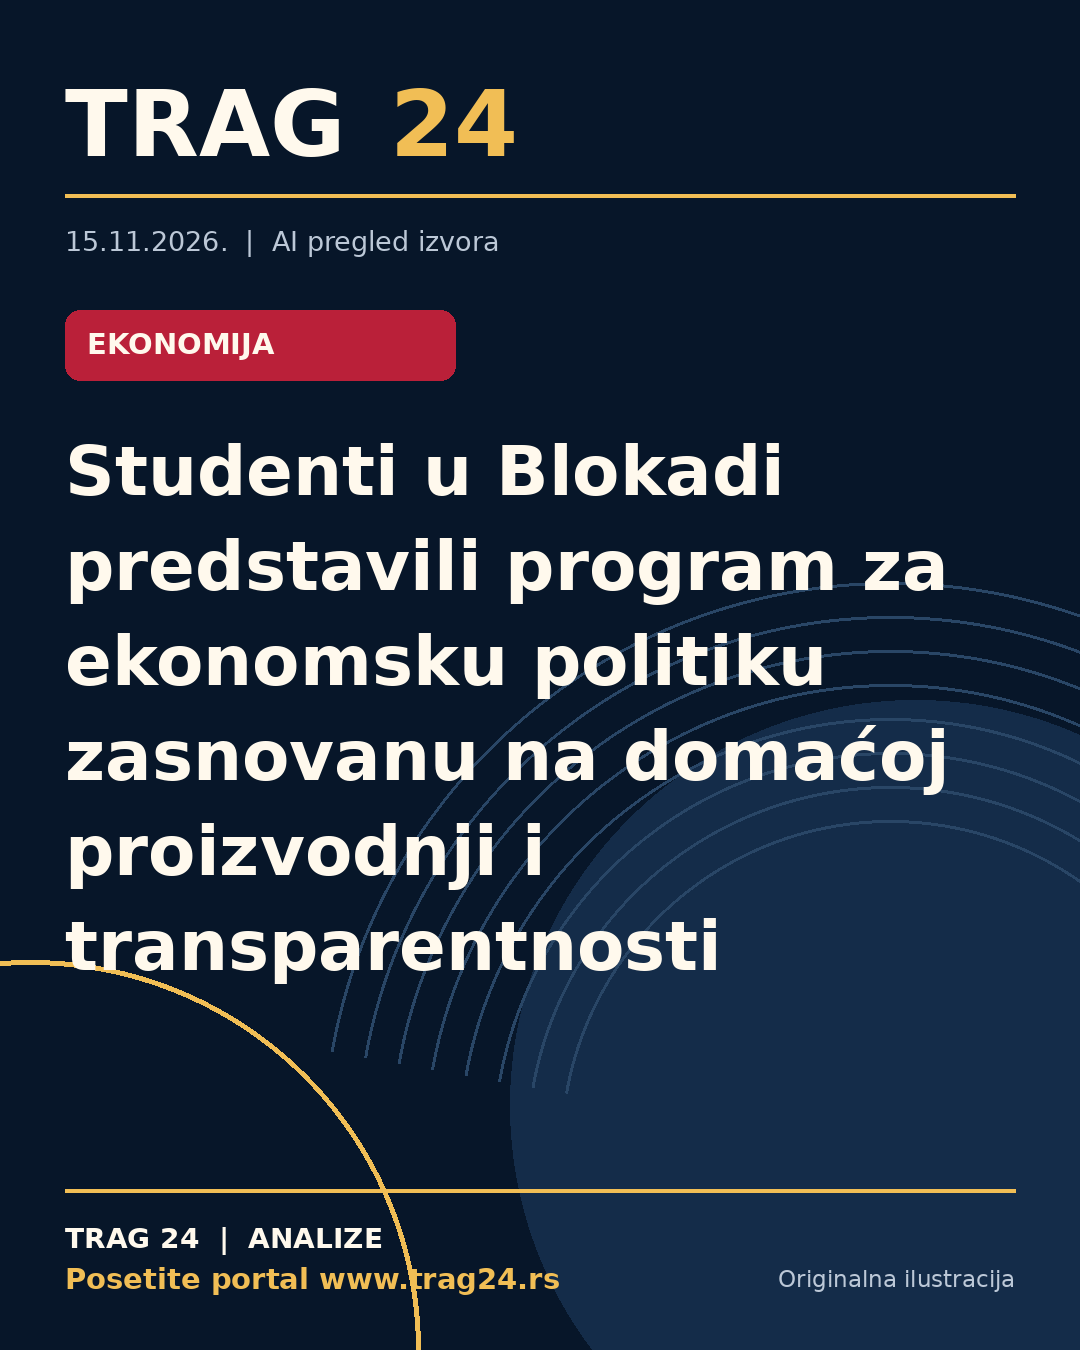 TRAG 24
15.11.2026. | AI pregled izvora
EKONOMIJA
Studenti u Blokadi
predstavili program za
ekonomsku politiku
zasnovanu na domaćoj
proizvodnji i
transparentnosti
TRAG 24 | ANALIZE
Posetite portal www.trag24.rs
Originalna ilustracija